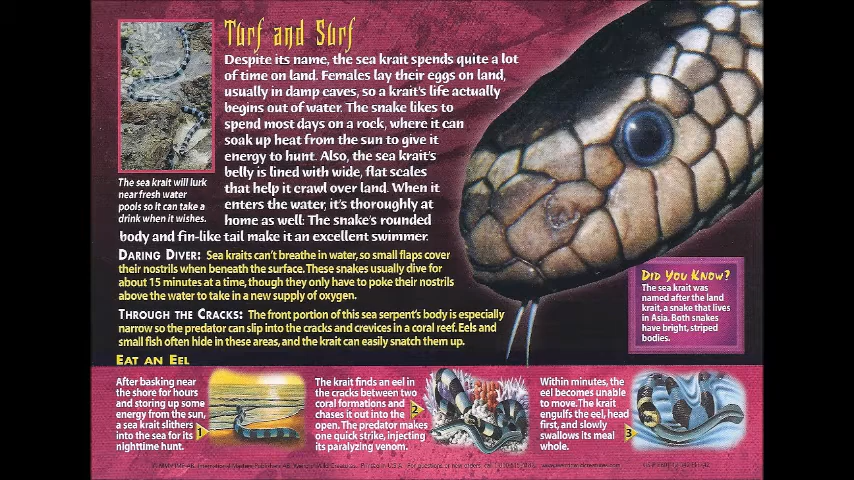 Turf and Surf
Despite its name, the sea krait spends quite a lot
of time on land. Females lay their eggs on land,
usually in damp caves, so a krait's life actually
begins out of water. The snake likes to
spend most days on a rock, where it can
soak up heat from the sun to give it
energy to hunt. Also, the sea krait's
belly is lined with wide, flat scales
that help it crawl over land. When it
enters the water, it's thoroughly at
home as well: The snake's rounded
body and fin-like tail make it an excellent swimmer.
The sea krait will lurk
near fresh water
pools so it can take a
drink when it wishes.
DARING DIVER: Sea kraits can't breathe in water, so small flaps cover
their nostrils when beneath the surface. These snakes usually dive for
about 15 minutes at a time, though they only have to poke their nostrils
above the water to take in a new supply of oxygen.
THROUGH THE CRACKS: The front portion of this sea serpent's body is especially
narrow so the predator can slip into the cracks and crevices in a coral reef. Eels and
small fish often hide in these areas, and the krait can easily snatch them up.
DID YOU KNOW?
The sea krait was
named after the land
krait, a snake that lives
in Asia. Both snakes
have bright, striped
bodies.
EAT AN EEL
After basking near
the shore for hours
and storing up some
energy from the sun,
a sea krait slithers
into the sea for its
nighttime hunt.
1
The krait finds an eel in
the cracks between two
coral formations and
chases it out into the
open. The predator makes
one quick strike, injecting
its paralyzing venom.
2
Within minutes, the
eel becomes unable
to move. The krait
engulfs the eel, head
first, and slowly
swallows its meal
whole.
3